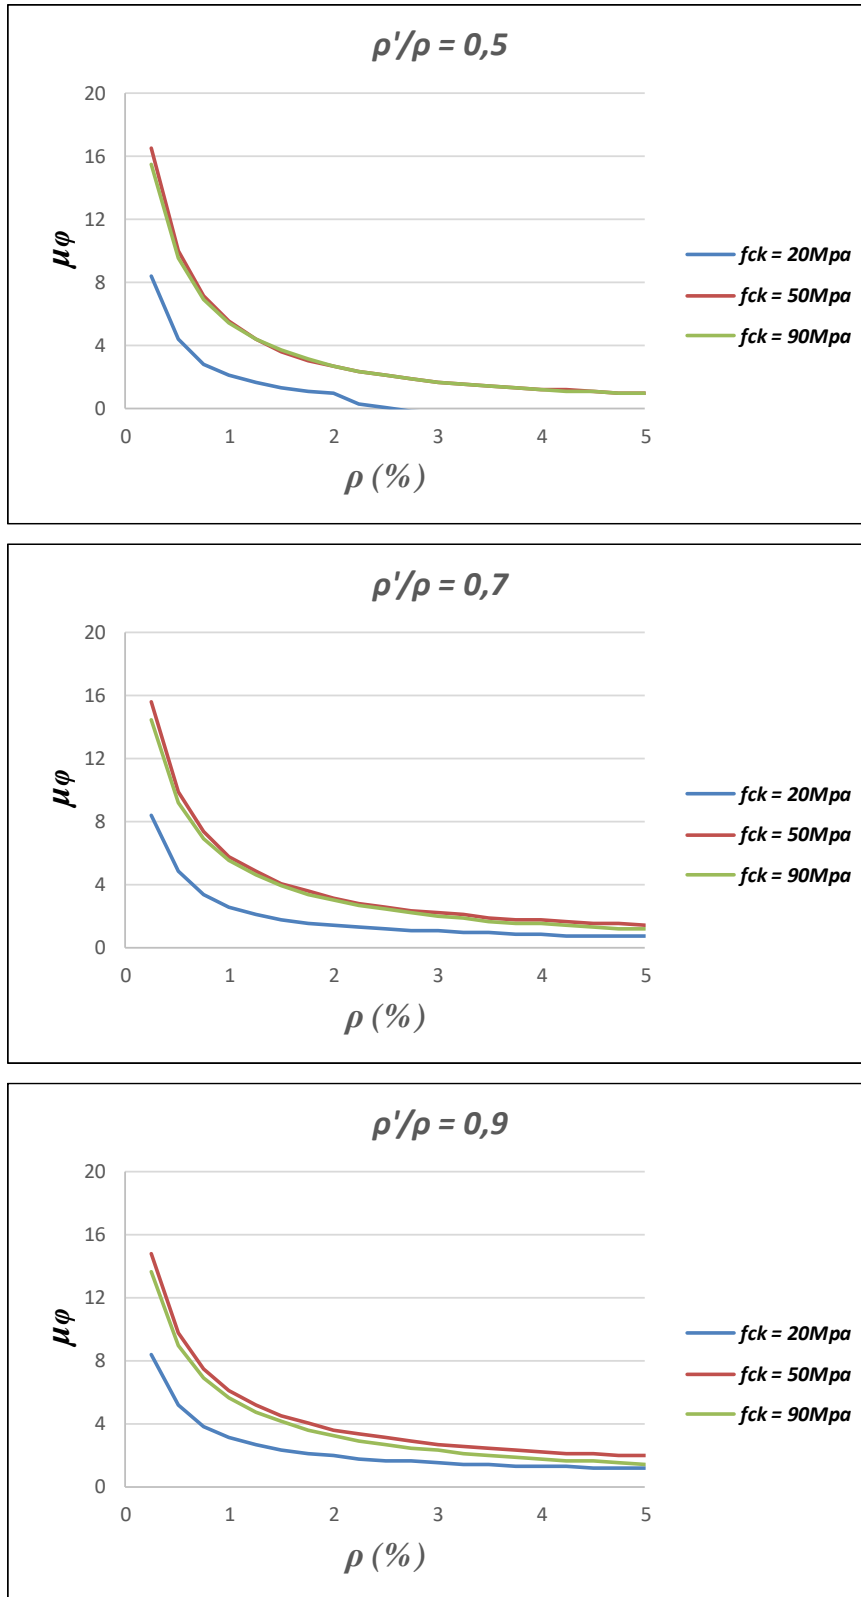 ρ'/ρ = 0,5
20
16
12
8
4
0
μφ
0 1 2 3 4 5
ρ (%)
fck = 20Mpa
fck = 50Mpa
fck = 90Mpa
ρ'/ρ = 0,7
20
16
12
8
4
0
μφ
0 1 2 3 4 5
ρ (%)
fck = 20Mpa
fck = 50Mpa
fck = 90Mpa
ρ'/ρ = 0,9
20
16
12
8
4
0
μφ
0 1 2 3 4 5
ρ (%)
fck = 20Mpa
fck = 50Mpa
fck = 90Mpa